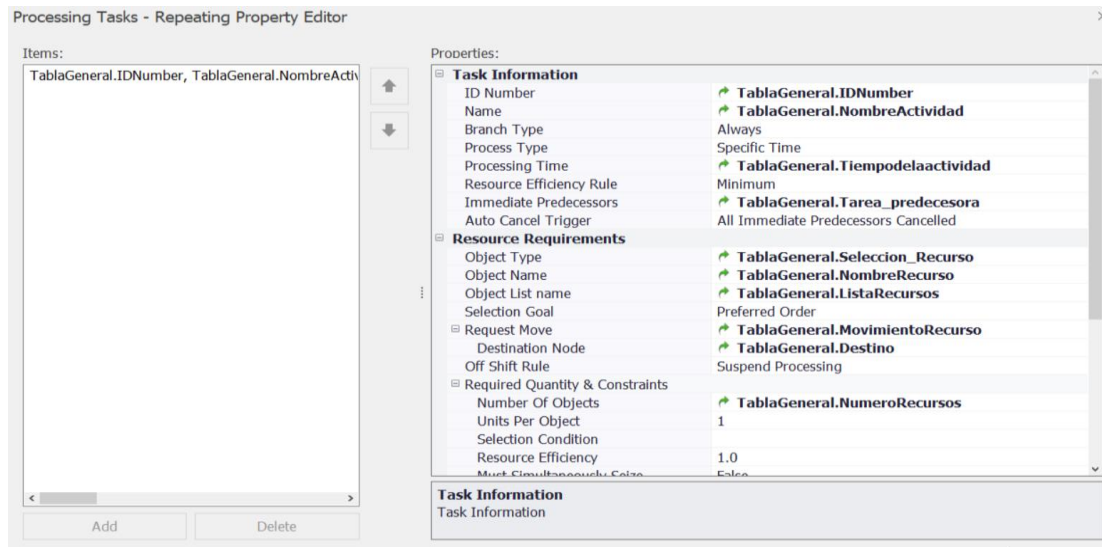 Processing Tasks - Repeating Property Editor
Items:
TablaGeneral.IDNumber, TablaGeneral.NombreActiv
Add Delete
Properties:
Task Information
ID Number TablaGeneral.IDNumber
Name TablaGeneral.NombreActividad
Branch Type Always
Process Type Specific Time
Processing Time TablaGeneral.Tiempodelaactividad
Resource Efficiency Rule Minimum
Immediate Predecessors TablaGeneral.Tarea_predecesora
Auto Cancel Trigger All Immediate Predecessors Cancelled
Resource Requirements
Object Type TablaGeneral.Seleccion_Recurso
Object Name TablaGeneral.NombreRecurso
Object List name TablaGeneral.ListaRecursos
Selection Goal Preferred Order
Request Move TablaGeneral.MovimientoRecurso
Destination Node TablaGeneral.Destino
Off Shift Rule Suspend Processing
Required Quantity & Constraints
Number Of Objects TablaGeneral.NumeroRecursos
Units Per Object 1
Selection Condition
Resource Efficiency 1.0
Must Simultaneously Seize False
Task Information
Task Information